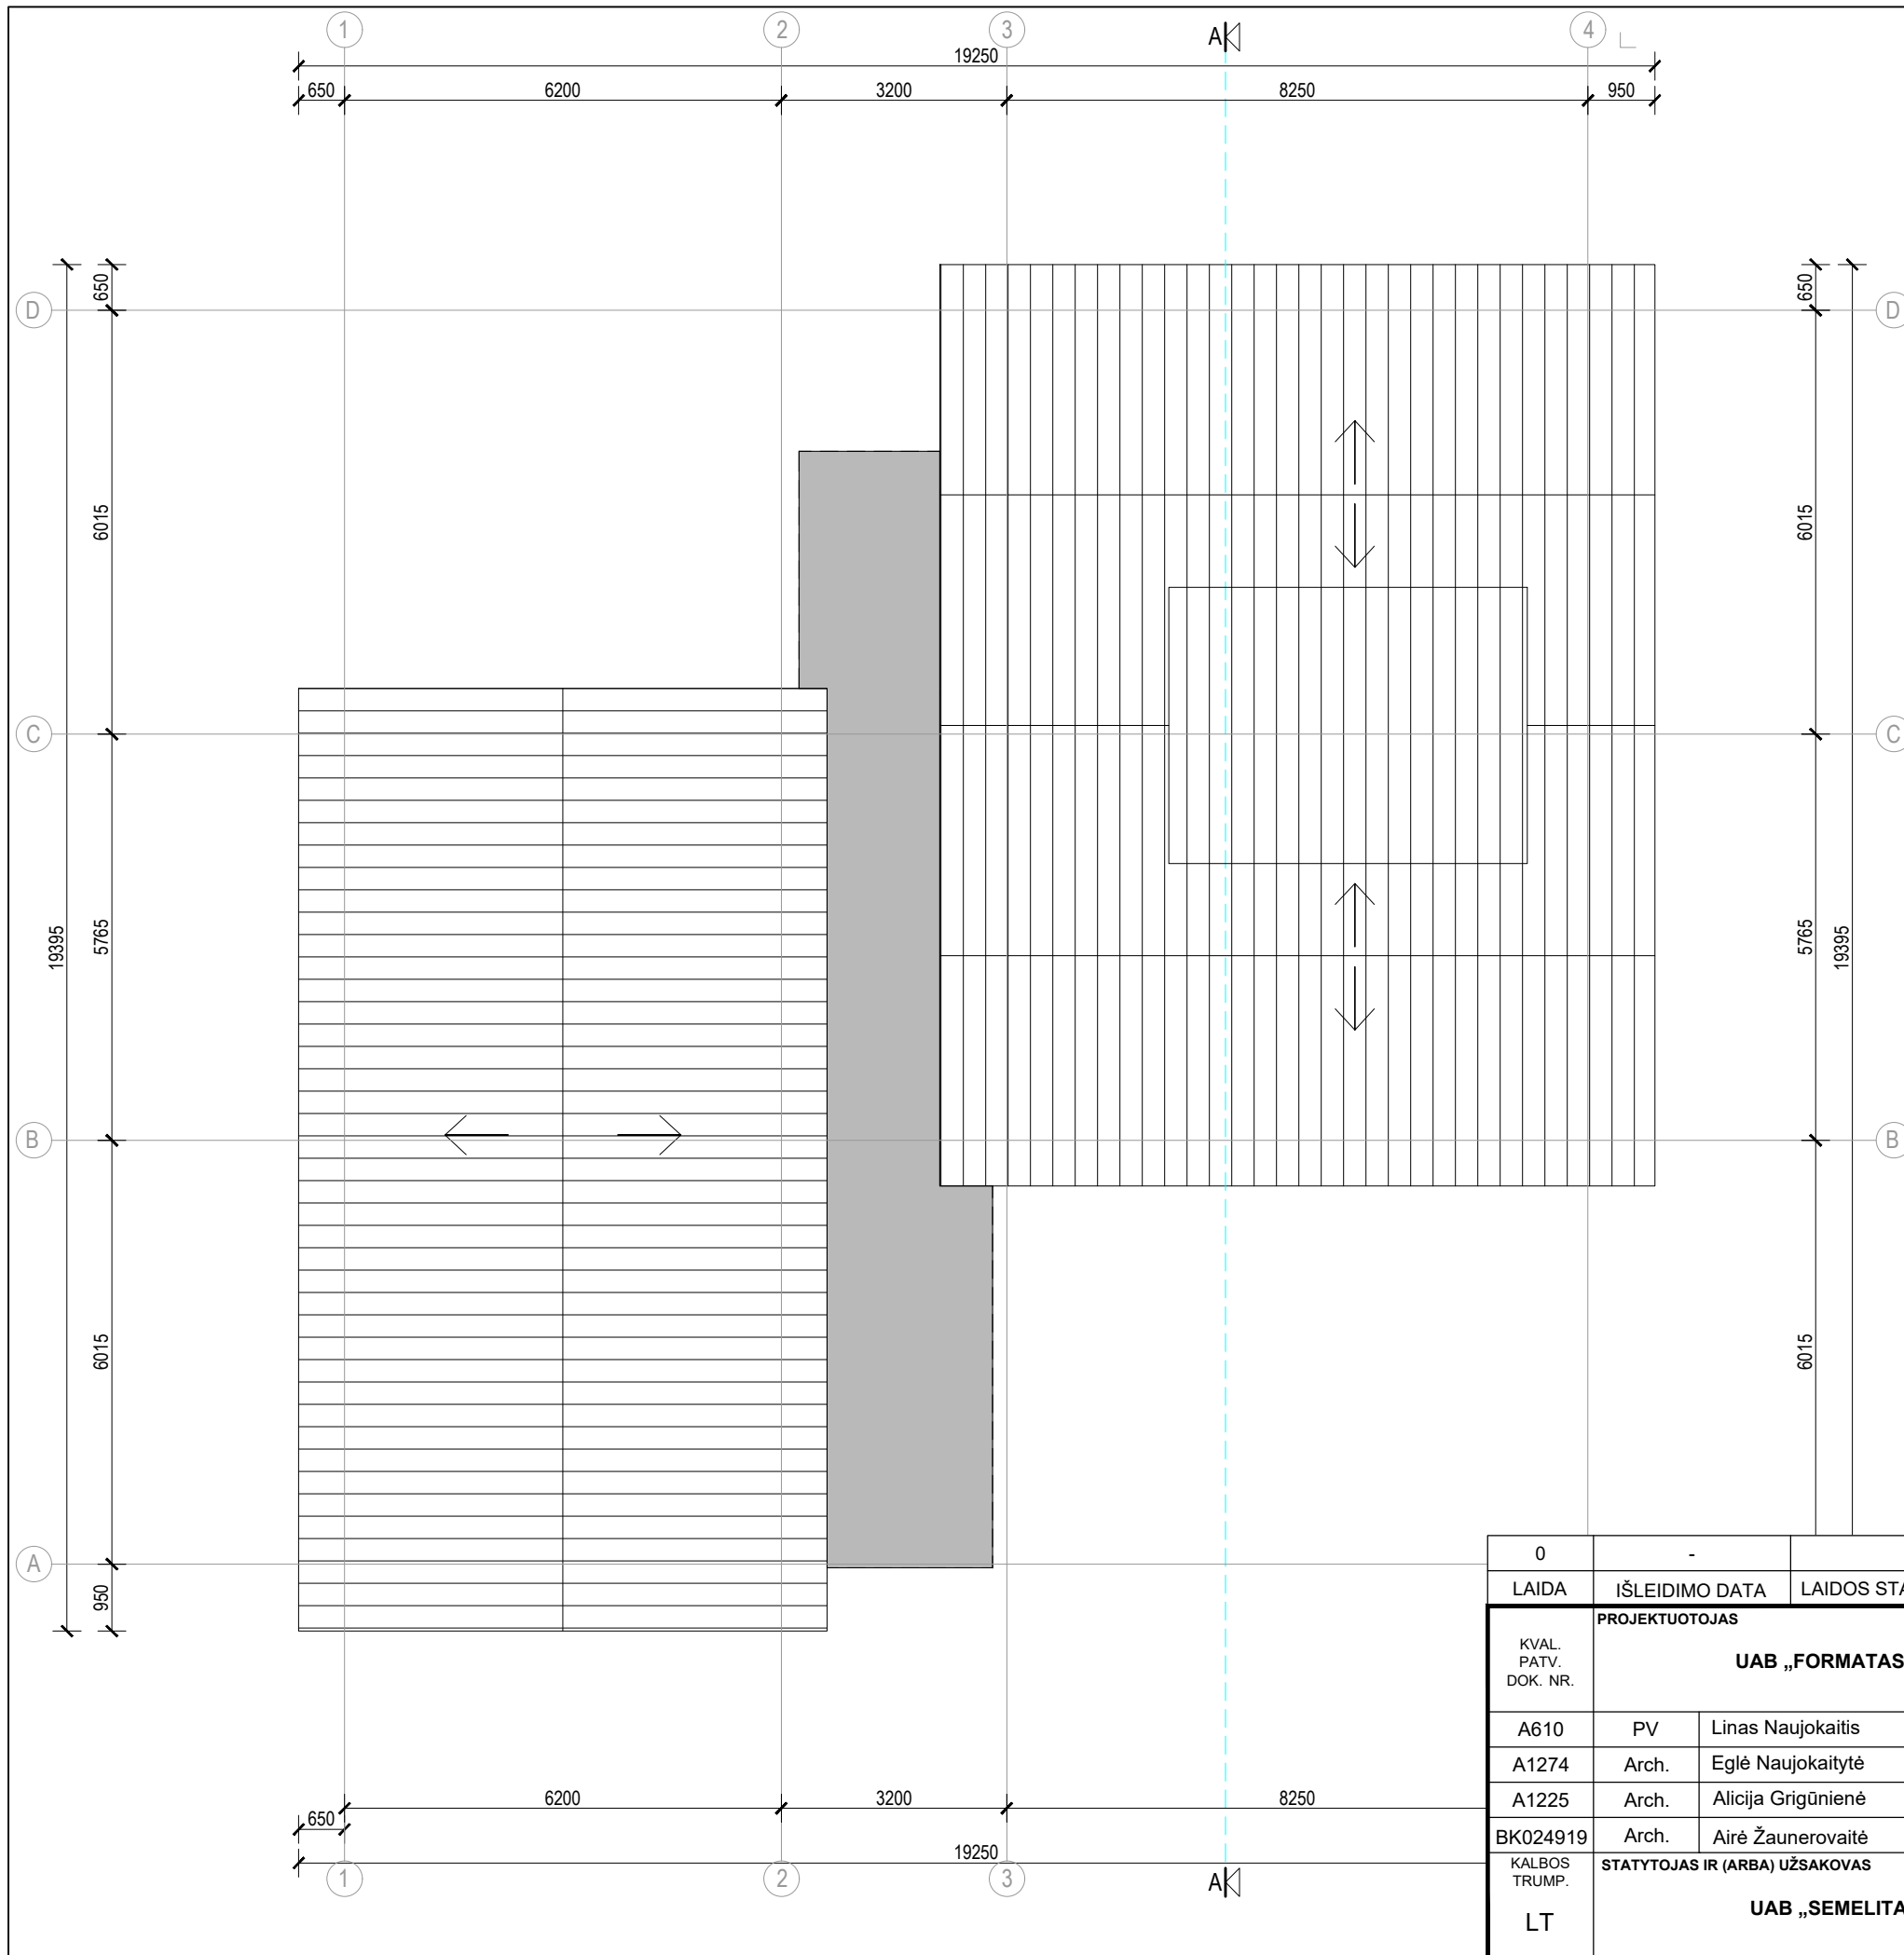 1 2 3 A 4
19250
650 6200 3200 8250 950
650 650
D D
6015 6015
C C
19395 5765 5765 19395
B B
6015 6015
A
950
0 -
LAIDA IŠLEIDIMO DATA LAIDOS STA
KVAL. PATV. DOK. NR.
PROJEKTUOTOJAS
UAB „FORMATAS
A610 PV Linas Naujokaitis
A1274 Arch. Eglė Naujokaitytė
A1225 Arch. Alicija Grigūnienė
BK024919 Arch. Airė Žaunerovaitė
KALBOS TRUMP.
LT
STATYTOJAS IR (ARBA) UŽSAKOVAS
UAB „SEMELITA
6200 3200 8250
650
19250
1 2 3 A